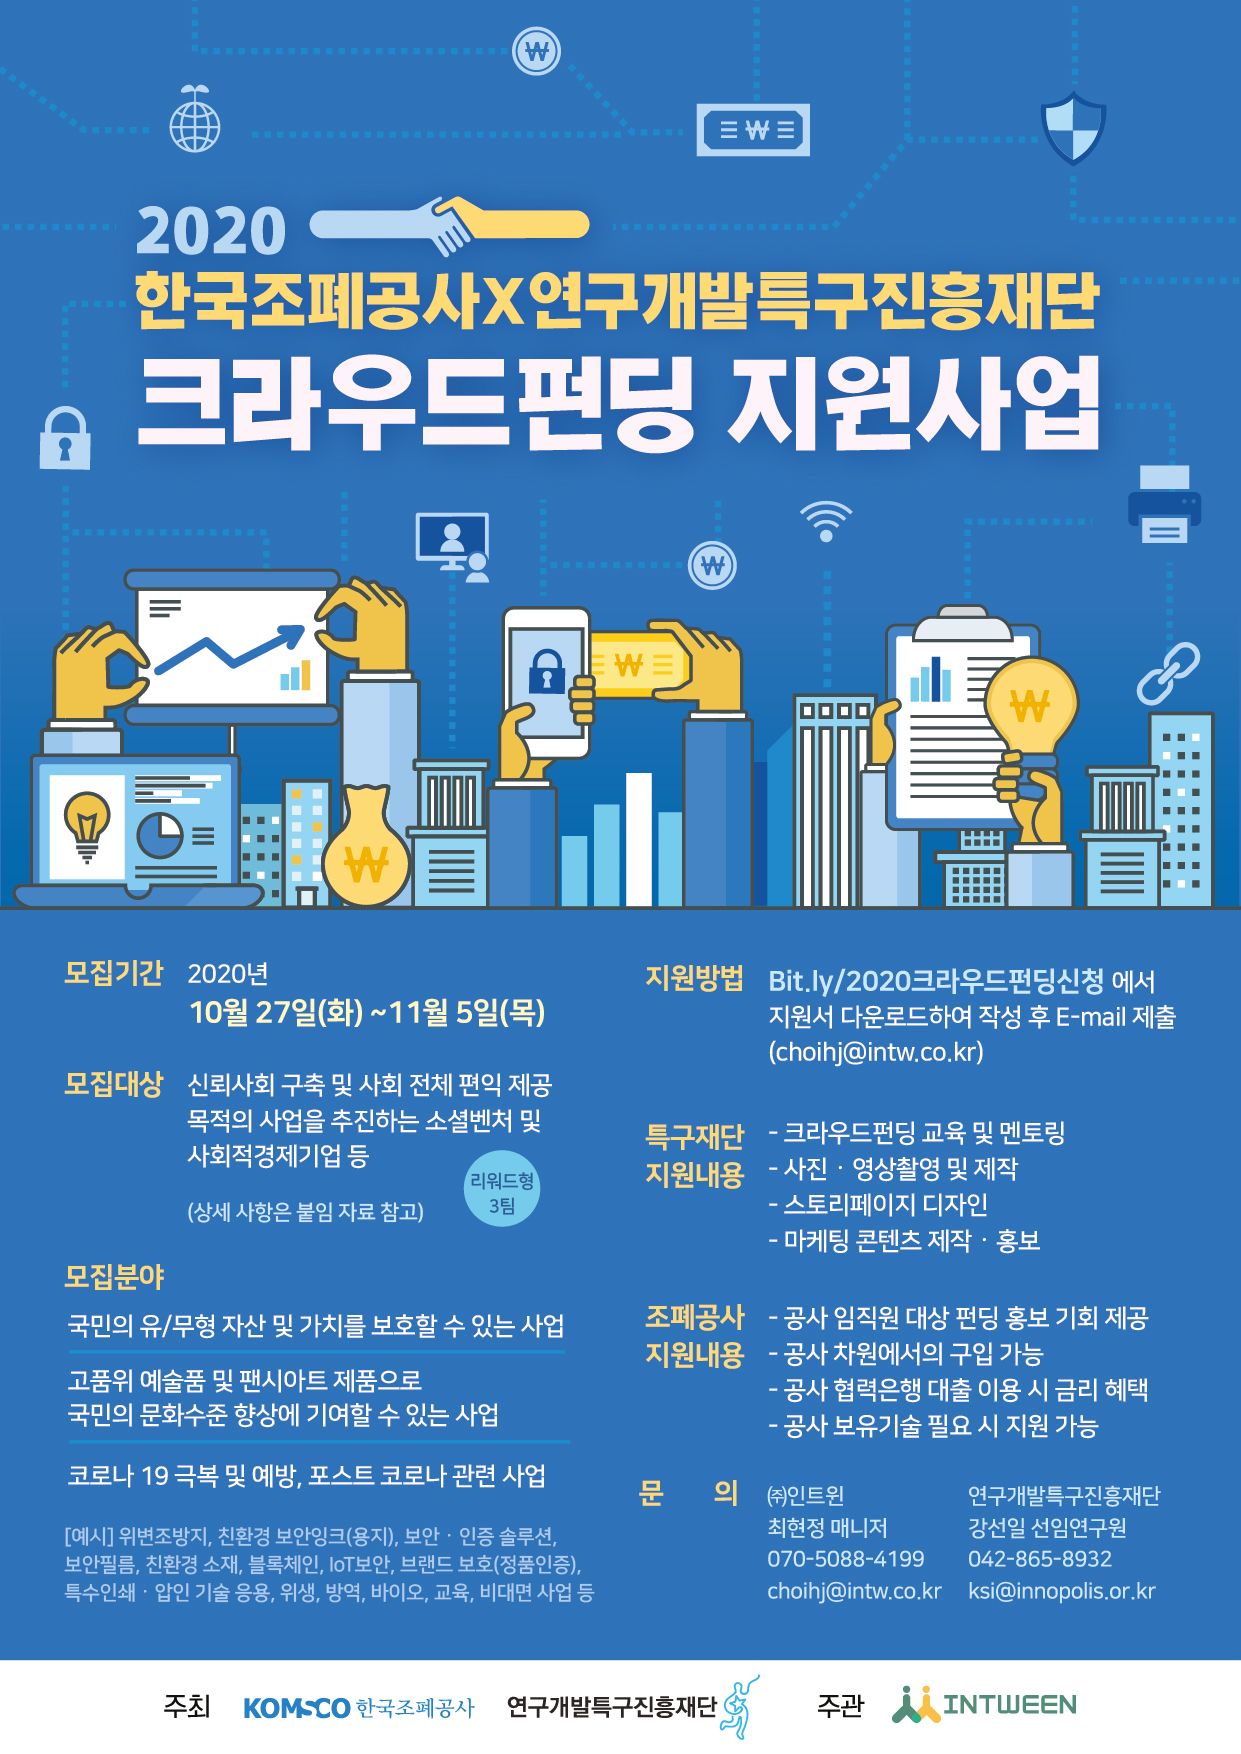 2020
한국조폐공사X연구개발특구진흥재단
크라우드펀딩 지원사업
모집기간
2020년
10월 27일(화) ~11월 5일(목)
모집대상
신뢰사회 구축 및 사회 전체 편익 제공
목적의 사업을 추진하는 소셜벤처 및
사회적경제기업 등
(상세 사항은 붙임 자료 참고)
리워드형
3팀
모집분야
국민의 유/무형 자산 및 가치를 보호할 수 있는 사업
고품위 예술품 및 팬시아트 제품으로
국민의 문화수준 향상에 기여할 수 있는 사업
코로나 19 극복 및 예방, 포스트 코로나 관련 사업
[예시] 위변조방지, 친환경 보안잉크(용지), 보안 · 인증 솔루션,
보안필름, 친환경 소재, 블록체인, IoT보안, 브랜드 보호(정품인증),
특수인쇄 · 압인 기술 응용, 위생, 방역, 바이오, 교육, 비대면 사업 등
지원방법
Bit.ly/2020크라우드펀딩신청 에서
지원서 다운로드하여 작성 후 E-mail 제출
(choihj@intw.co.kr)
특구재단
지원내용
- 크라우드펀딩 교육 및 멘토링
- 사진 · 영상촬영 및 제작
- 스토리페이지 디자인
- 마케팅 콘텐츠 제작 · 홍보
조폐공사
지원내용
- 공사 임직원 대상 펀딩 홍보 기회 제공
- 공사 차원에서의 구입 가능
- 공사 협력은행 대출 이용 시 금리 혜택
- 공사 보유기술 필요 시 지원 가능
문 의
㈜인트윈
최현정 매니저
070-5088-4199
choihj@intw.co.kr
연구개발특구진흥재단
강선일 선임연구원
042-865-8932
ksi@innopolis.or.kr
주최 KOMSCO 한국조폐공사 연구개발특구진흥재단 주관 INTWEEN